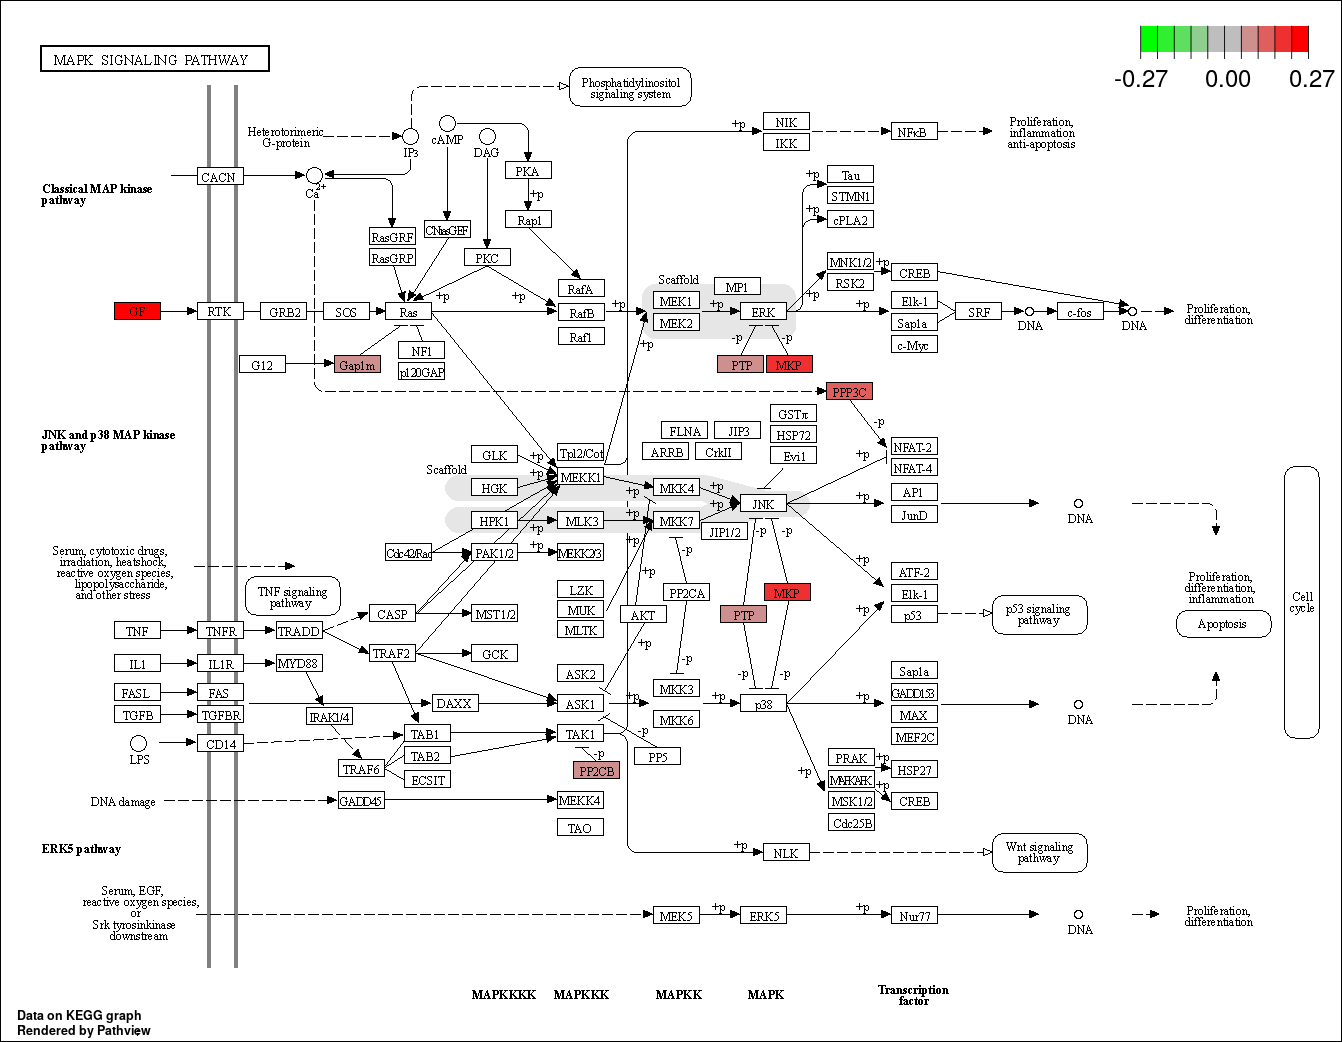 -0.27 0.00 0.27
MAPK SIGNALING PATHWAY
Phosphatidylinositol
signaling system
Heterotorimeric
G-protein
IP3
cAMP
DAG
+p
NIK
IKK
NFκB
Proliferation,
inflammation
anti-apoptosis
CACN
Ca2+
PKA
+p
Rap1
+p
Tau
STMN1
+p
cPLA2
Classical MAP kinase
pathway
RasGRF
RasGRP
CNrasGEF
PKC
RafA
Scaffold
MP1
MNK1/2
RSK2
+p
+p
CREB
GF
RTK
GRB2
SOS
Ras
+p
+p
RafB
Raf1
+p
MEK1
MEK2
+p
ERK
+p
Elk-1
Sap1a
c-Myc
SRF
DNA
c-fos
DNA
Proliferation,
differentiation
G12
Gap1m
NF1
p120GAP
+p
-p
-p
PTP
MKP
PPP3C
-p
JNK and p38 MAP kinase
pathway
Scaffold
GLK
HGK
HPK1
+p
+p
+p
+p
Tpl2/Cot
MEKK1
MLK3
MEKK2/3
FLNA
JIP3
ARRB
CrkII
GSTπ
HSP72
Evi1
+p
NFAT-2
NFAT-4
+p
+p
+p
MKK4
MKK7
+p
+p
JIP1/2
JNK
+p
AP1
JunD
DNA
Cdc42/Rac
PAK1/2
-p
-p
-p
+p
ATF-2
Elk-1
p53
+p
p53 signaling
pathway
Serum, cytotoxic drugs,
irradiation, heatshock,
reactive oxygen species,
lipopolysaccharide,
and other stress
TNF signaling
pathway
CASP
MST1/2
LZK
MUK
MLTK
+p
AKT
PP2CA
PTP
MKP
Proliferation,
differentiation,
inflammation
Apoptosis
Cell
cycle
TNF
TNFR
TRADD
TRAF2
GCK
+p
IL1
IL1R
MYD88
ASK2
-p
-p
-p
FASL
FAS
DAXX
ASK1
+p
MKK3
MKK6
+p
p38
+p
Sap1a
GADD153
MAX
MEF2C
DNA
TGFB
TGFBR
IRAK1/4
LPS
CD14
TAB1
TAB2
ECSIT
TRAF6
TAK1
-p
PP5
-p
PP2CB
+p
PRAK
MAPKAPK
MSK1/2
Cdc25B
+p
+p
HSP27
CREB
DNA damage
GADD45
MEKK4
TAO
ERK5 pathway
+p
NLK
Wnt signaling
pathway
Serum, EGF,
reactive oxygen species,
or
Srk tyrosinkinase
downstream
MEK5
+p
ERK5
+p
Nur77
DNA
Proliferation,
differentiation
MAPKKKK
MAPKKK
MAPKK
MAPK
Transcription
factor
Data on KEGG graph
Rendered by Pathview